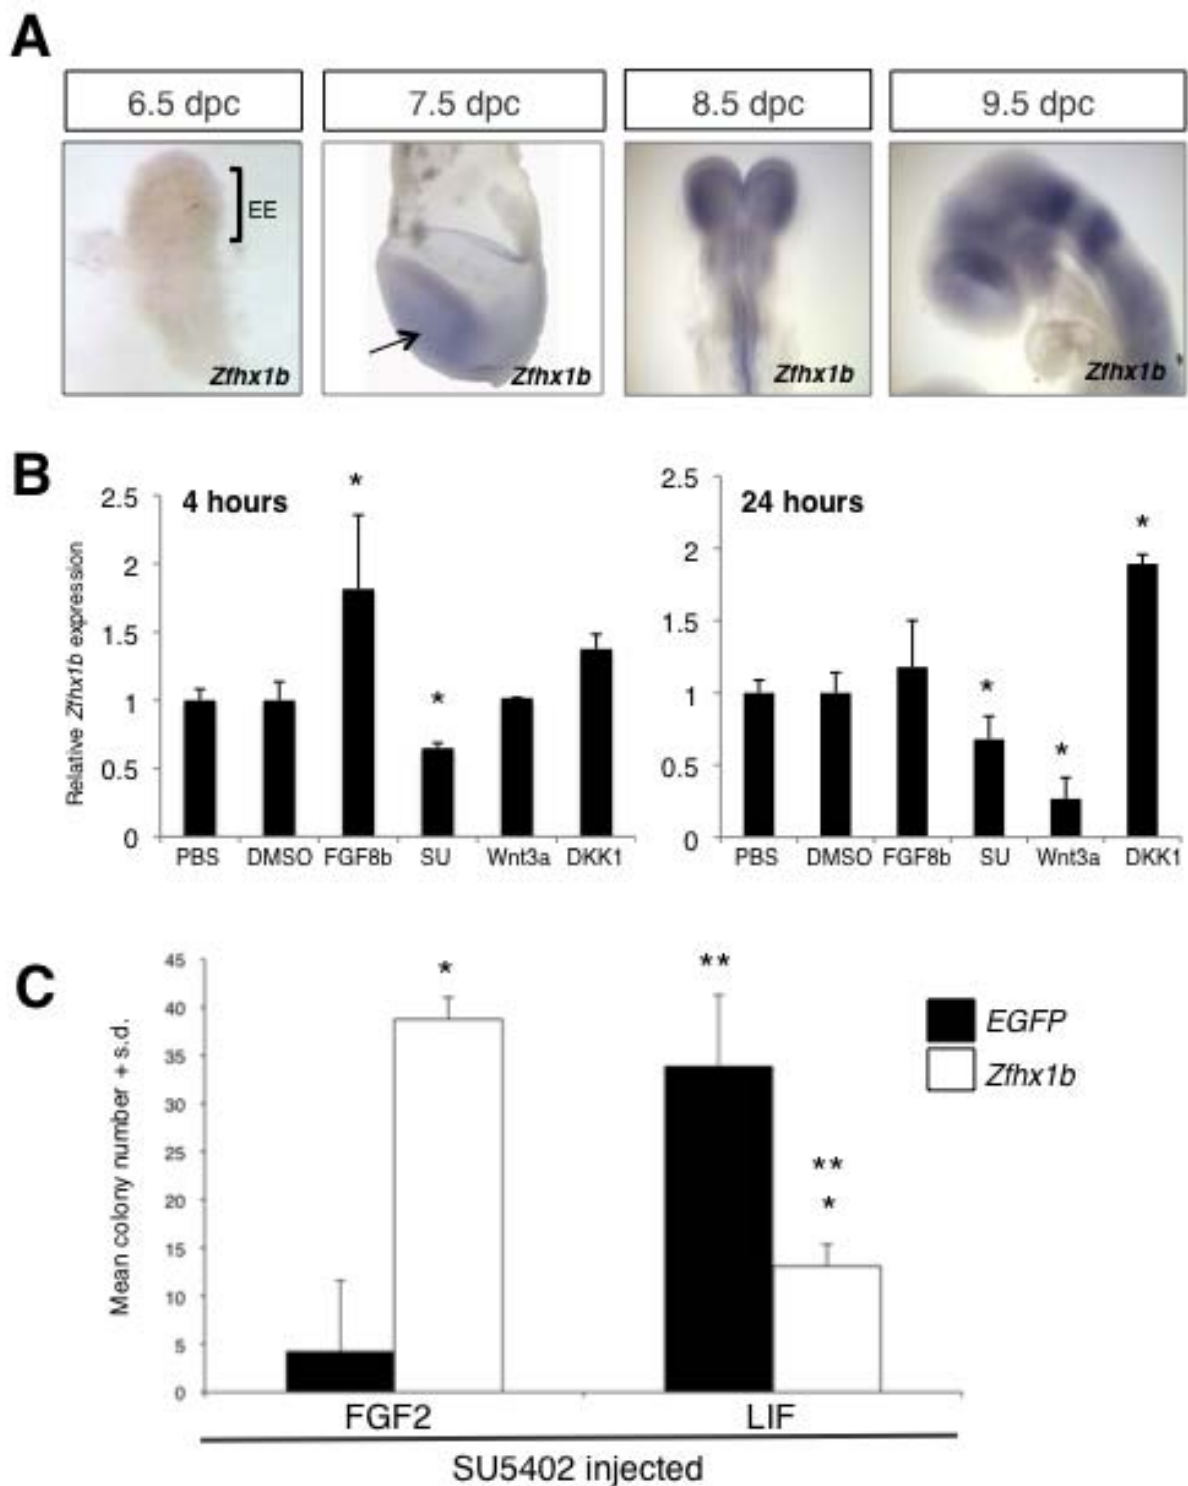 A
6.5 dpc 7.5 dpc 8.5 dpc 9.5 dpc
EE
Zfhx1b Zfhx1b Zfhx1b Zfhx1b
B
4 hours
*
*
2.5
2
1.5
1
0.5
0
Relative Zfhx1b expression
PBS DMSO FGF8b SU Wnt3a DKK1
24 hours
*
*
*
2.5
2
1.5
1
0.5
0
PBS DMSO FGF8b SU Wnt3a DKK1
C
45
40
35
30
25
20
15
10
5
0
Mean colony number + s.d.
*
**
**
*
EGFP
Zfhx1b
FGF2 LIF
SU5402 injected